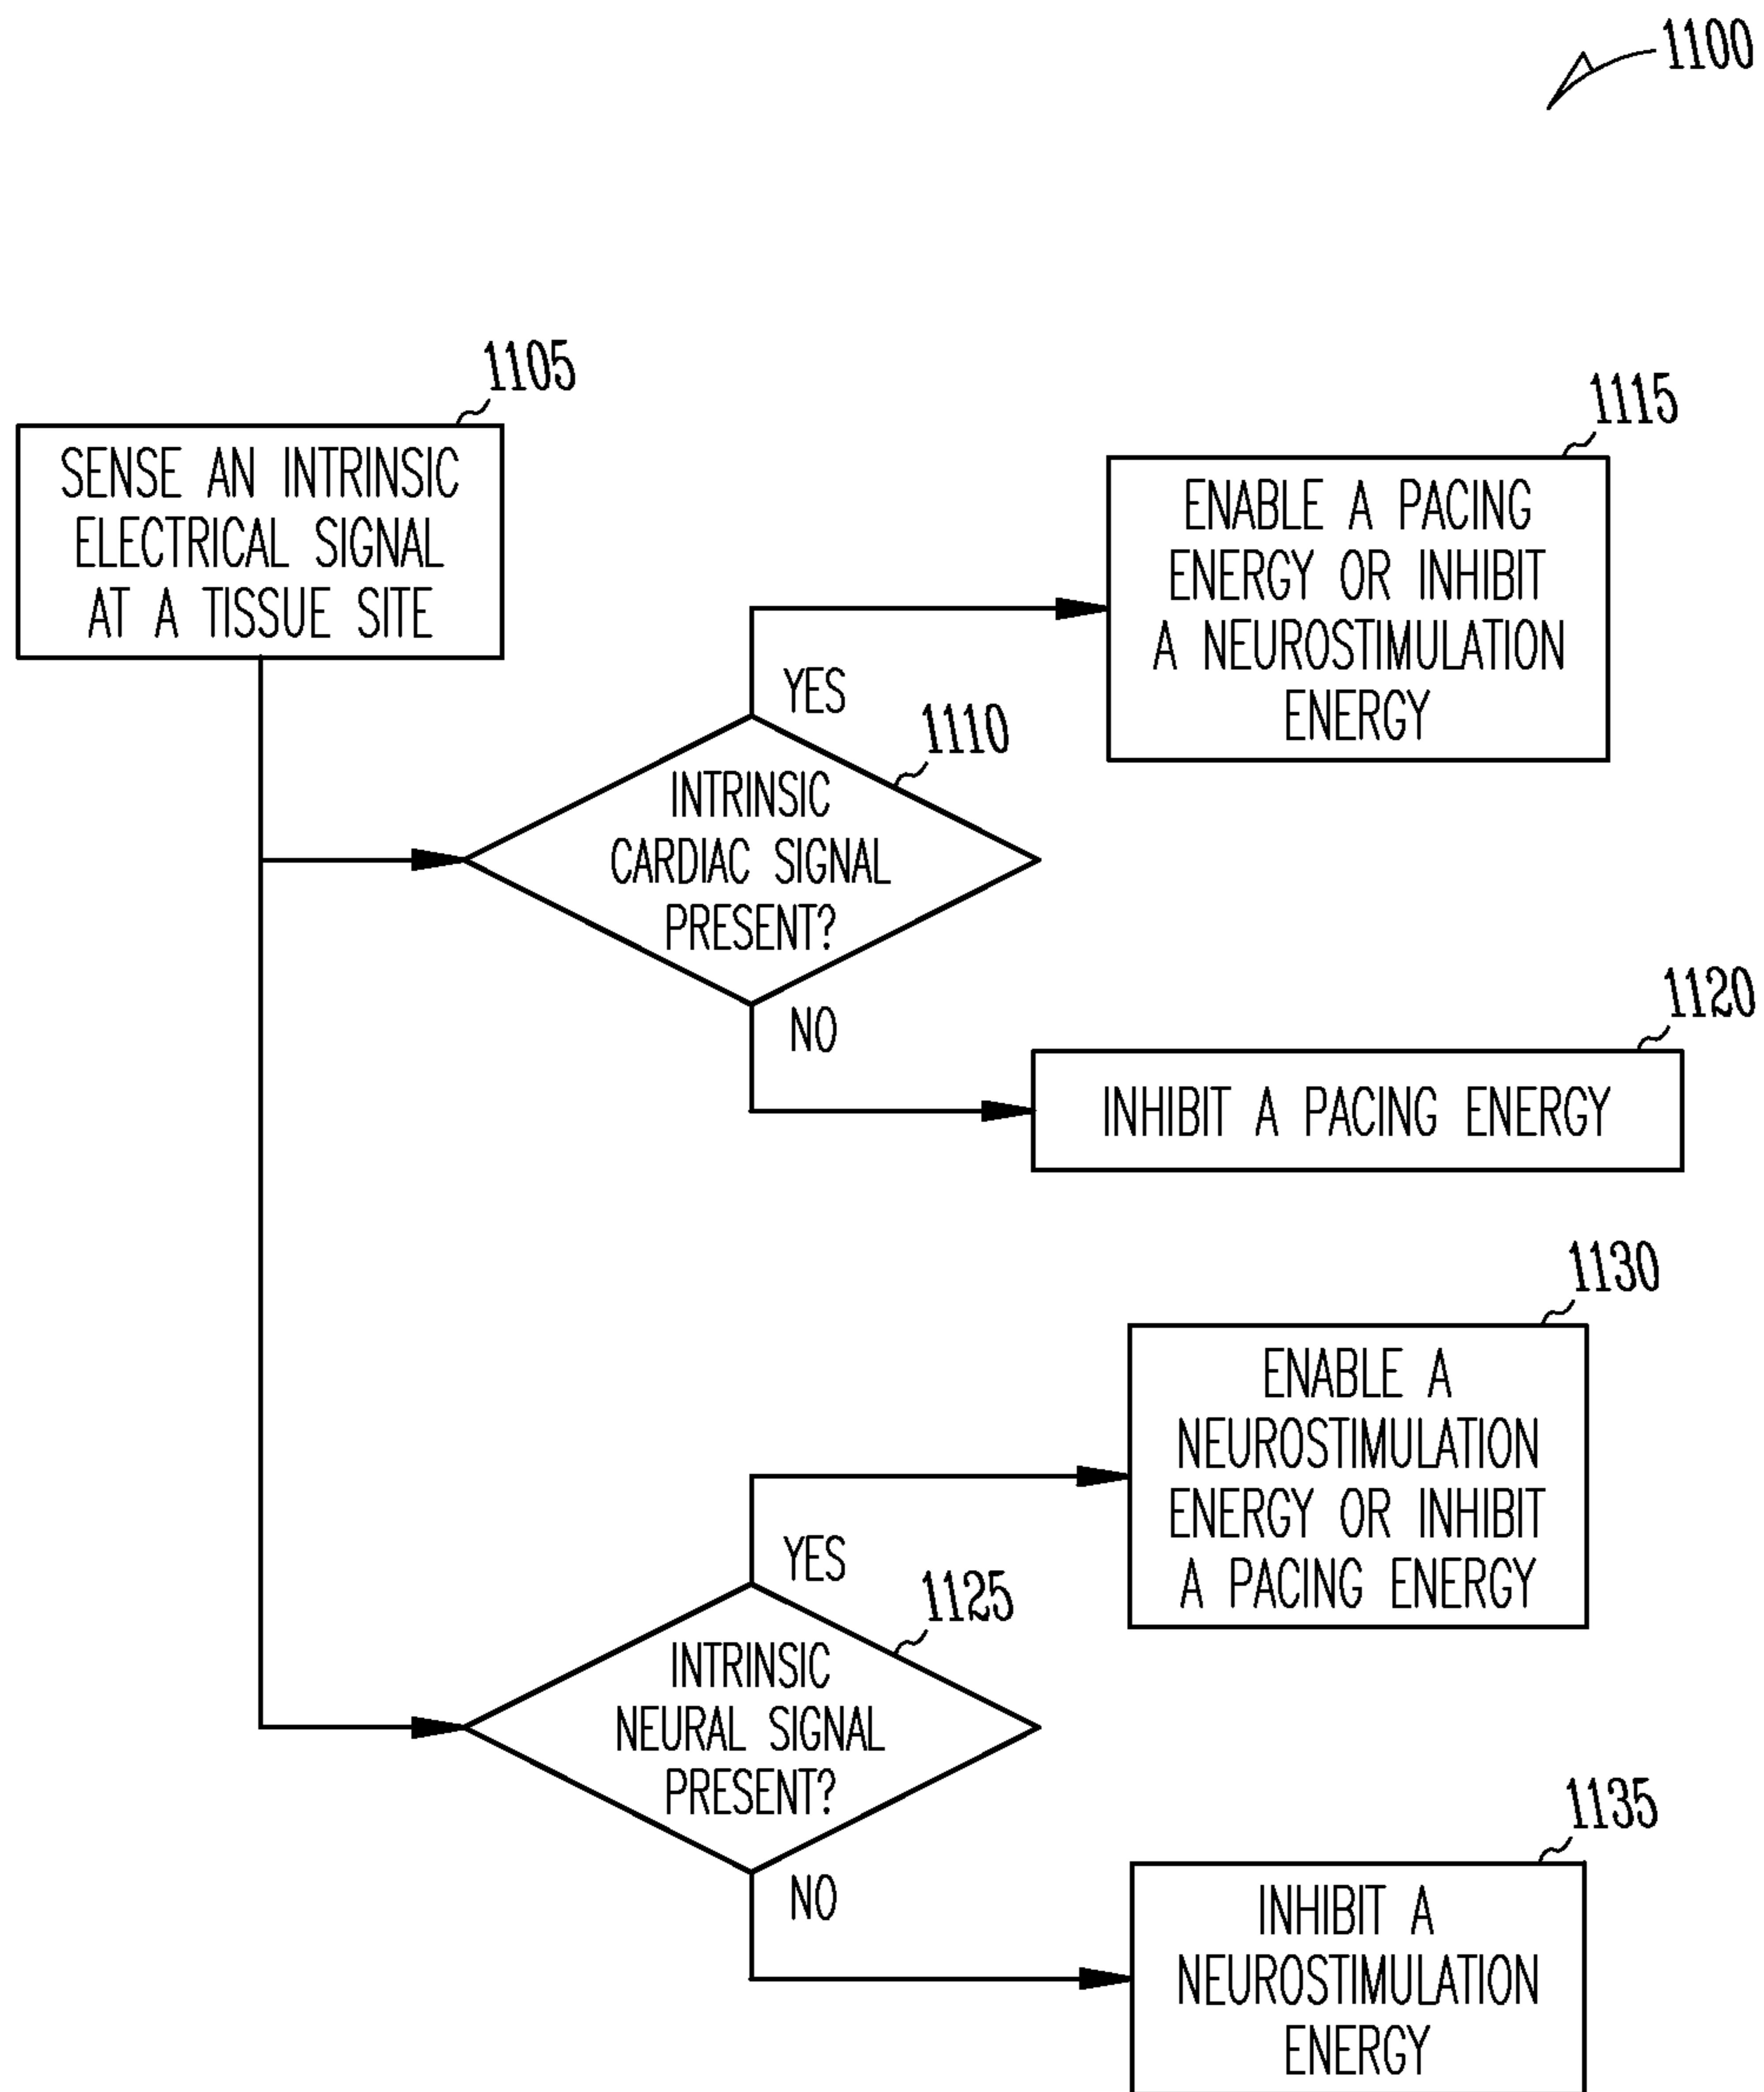 1100
1105
SENSE AN INTRINSIC
ELECTRICAL SIGNAL
AT A TISSUE SITE
1115
ENABLE A PACING
ENERGY OR INHIBIT
A NEUROSTIMULATION
ENERGY
YES
1110
INTRINSIC
CARDIAC SIGNAL
PRESENT?
NO
1120
INHIBIT A PACING ENERGY
1130
ENABLE A
NEUROSTIMULATION
ENERGY OR INHIBIT
A PACING ENERGY
YES
1125
INTRINSIC
NEURAL SIGNAL
PRESENT?
NO
1135
INHIBIT A
NEUROSTIMULATION
ENERGY